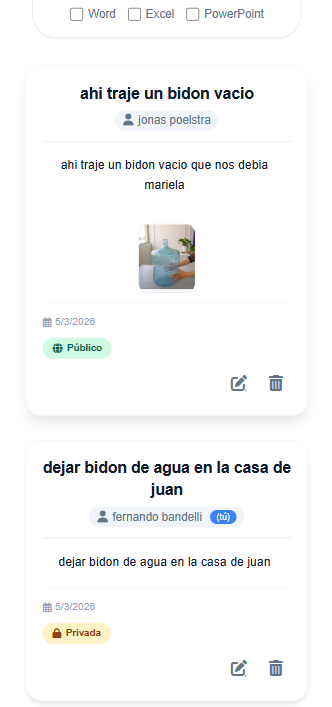 Word Excel PowerPoint
ahi traje un bidon vacio
jonas poelstra
ahi traje un bidon vacio que nos debia
mariela
5/3/2026
Público
dejar bidon de agua en la casa de
juan
fernando bandelli (tú)
dejar bidon de agua en la casa de juan
5/3/2026
Privada